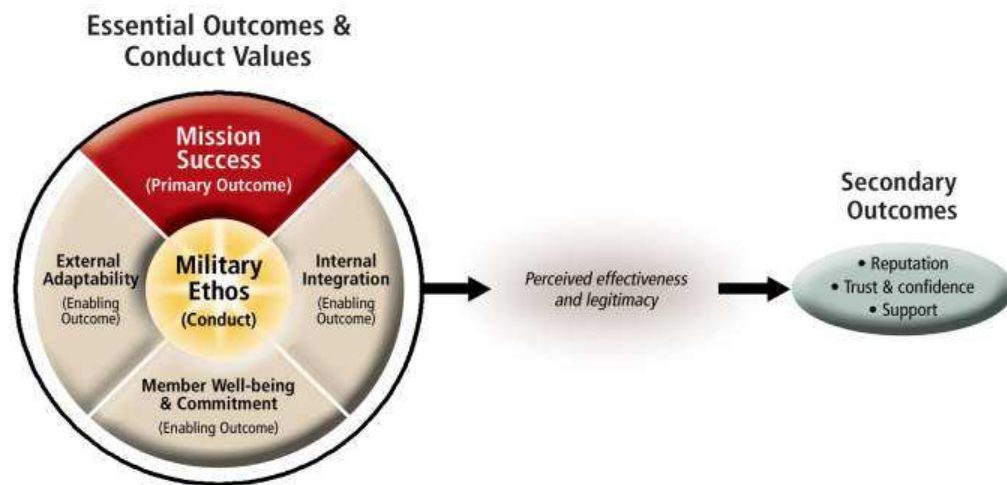 Essential Outcomes &
Conduct Values
Mission
Success
(Primary Outcome)
External
Adaptability
(Enabling
Outcome)
Military
Ethos
(Conduct)
Internal
Integration
(Enabling
Outcome)
Member Well-being
& Commitment
(Enabling Outcome)
Perceived effectiveness
and legitimacy
Secondary
Outcomes
• Reputation
• Trust & confidence
• Support